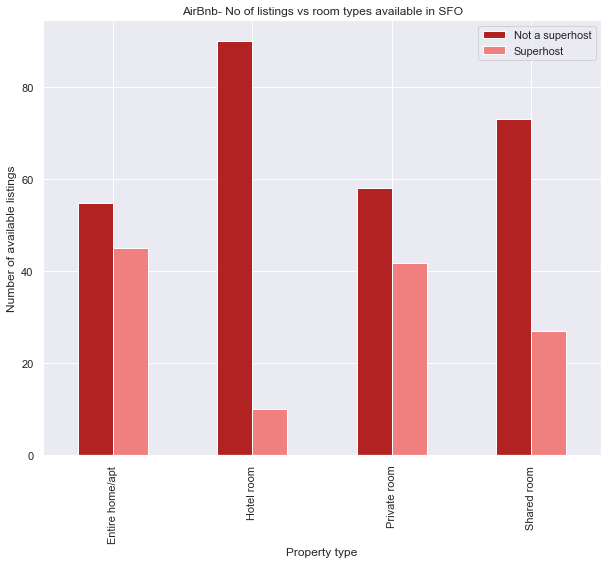 AirBnb- No of listings vs room types available in SFO
Not a superhost
Superhost
Number of available listings
80
60
40
20
0
Entire home/apt
Hotel room
Private room
Shared room
Property type